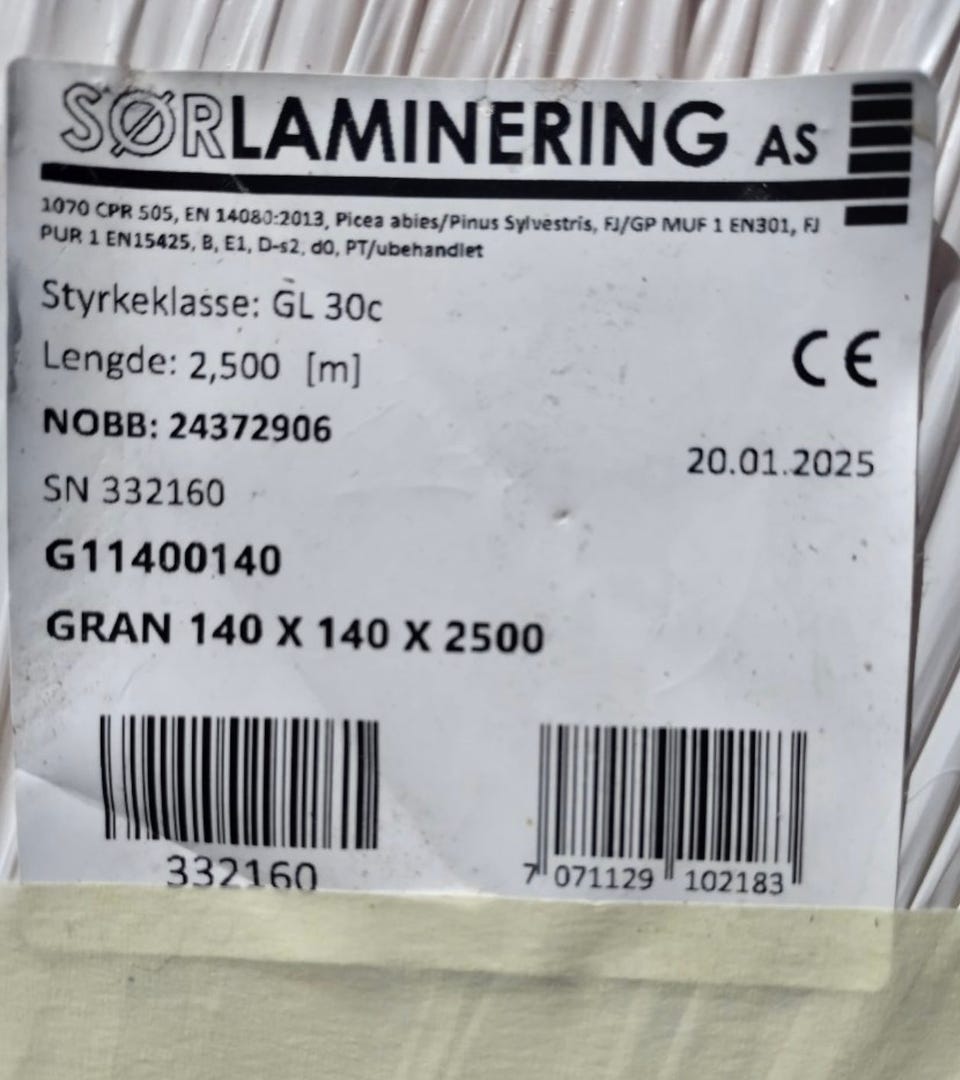 SØRLAMINERING AS
1070 CPR 505, EN 14080:2013, Picea abies/Pinus Sylvestris, FJ/GP MUF 1 EN301, FJ
PUR 1 EN15425, B, E1, D-s2, d0, PT/ubehandlet
Styrkeklasse: GL 30c
Lengde: 2,500 [m]
CE
NOBB: 24372906
20.01.2025
SN 332160
G11400140
GRAN 140 X 140 X 2500
332160
7 071129 102183